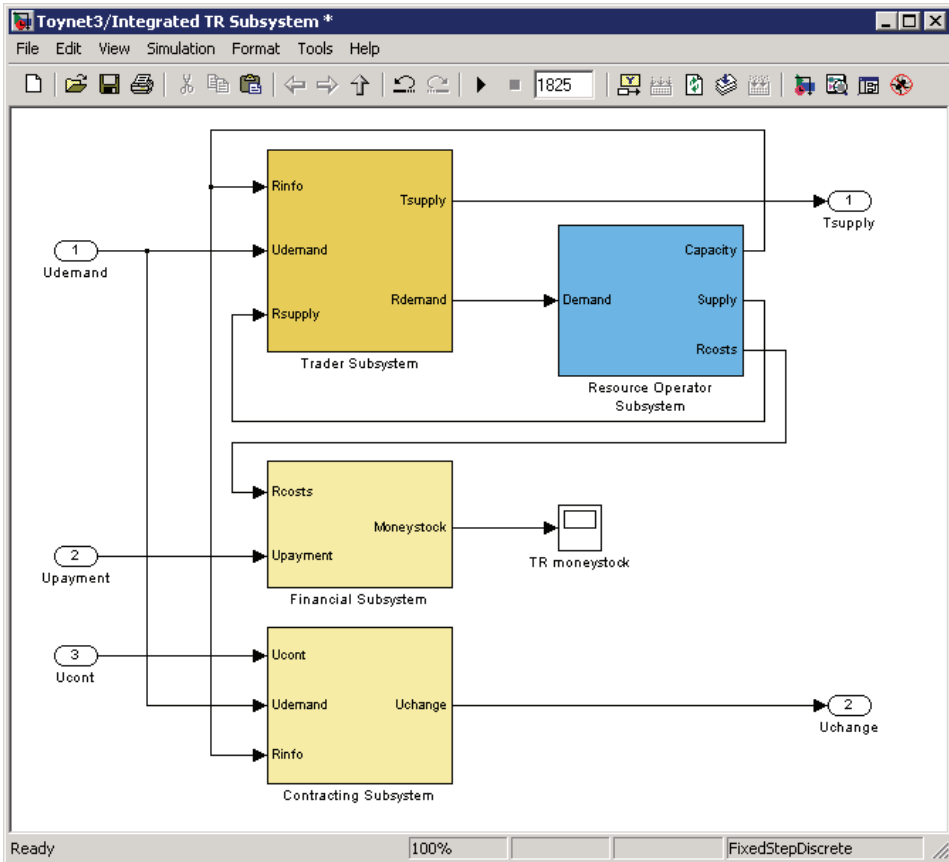 Toynet3/Integrated TR Subsystem *
File Edit View Simulation Format Tools Help
1825
Rinfo
Tsupply
1
Tsupply
1
Udemand
Udemand
Capacity
Rsupply
Rdemand
Demand
Supply
Rcosts
Trader Subsystem
Resource Operator
Subsystem
Rcosts
Moneystock
TR moneystock
2
Upayment
Upayment
Financial Subsystem
3
Ucont
Ucont
Udemand
Uchange
2
Uchange
Rinfo
Contracting Subsystem
Ready 100% FixedStepDiscrete